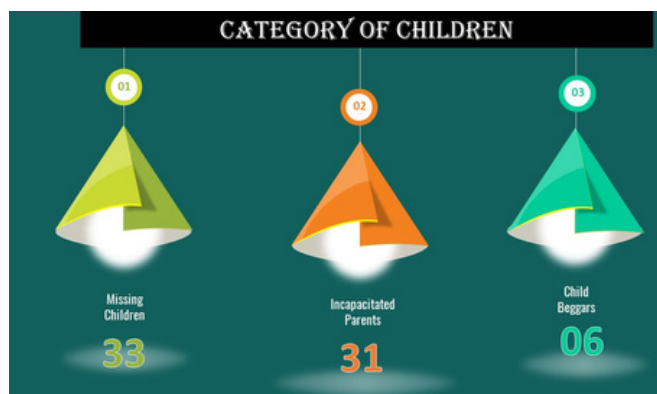 CATEGORY OF CHILDREN
01
02
03
Missing
Children
33
Incapacitated
Parents
31
Child
Beggars
06